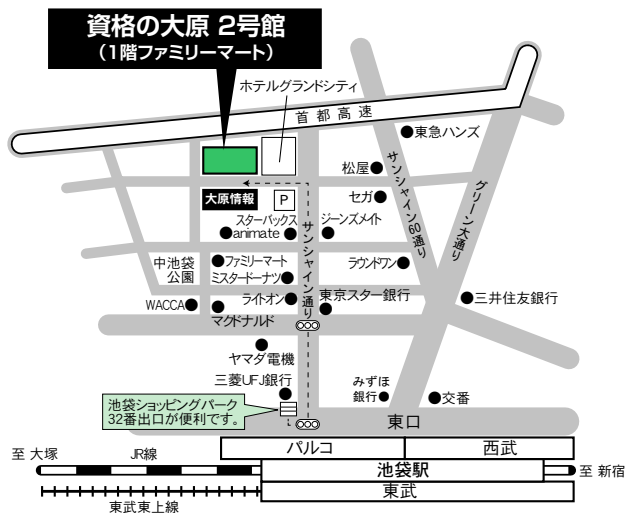 資格の大原 2号館
(1階ファミリーマート)
ホテルグランドシティ
首都高速
東急ハンズ
松屋
サンシャイン60通り
グリーン大通り
大原情報
P
セガ
スターバックス
animate
サンシャイン通り
ジーンズメイト
中池袋
公園
ファミリーマート
ミスタードーナツ
ラウンドワン
WACCA
ライトオン
東京スター銀行
三井住友銀行
マクドナルド
ヤマダ電機
三菱UFJ銀行
みずほ
銀行
交番
池袋ショッピングパーク
32番出口が便利です。
東口
パルコ
西武
至 大塚
JR線
池袋駅
至 新宿
東武
東武東上線